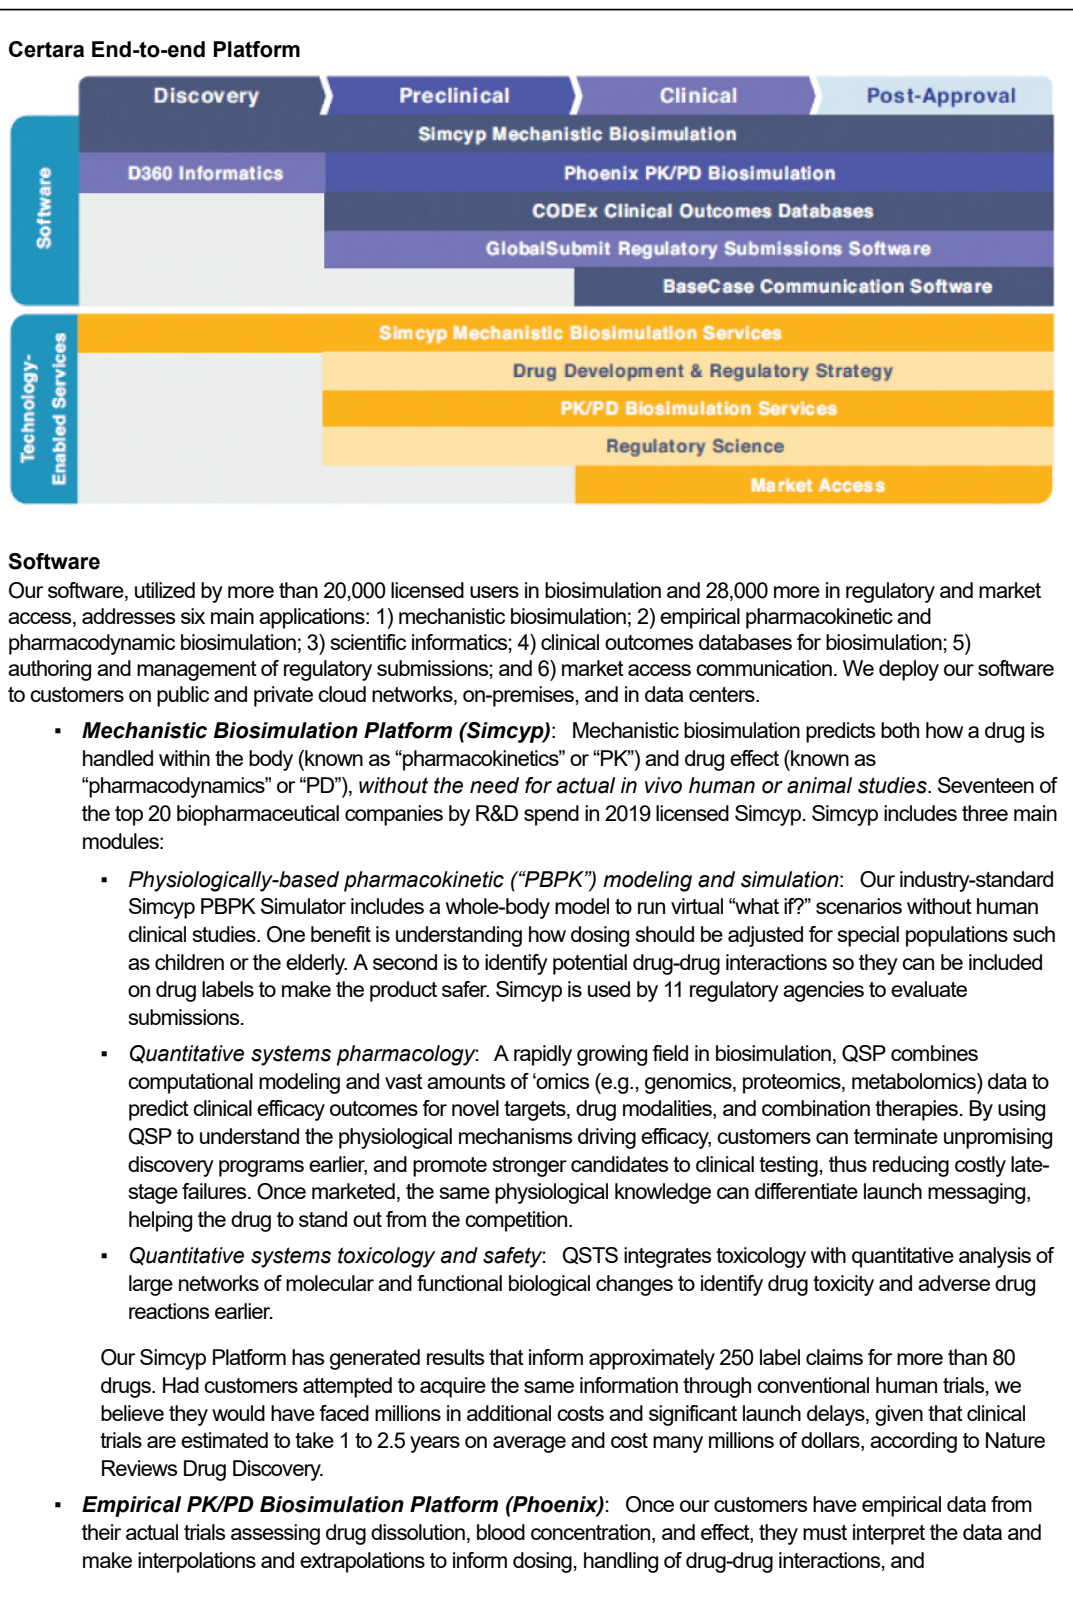 Certara End-to-end Platform
Discovery
Preclinical
Clinical
Post-Approval
Software
Simcyp Mechanistic Biosimulation
D360 Informatics
Phoenix PK/PD Biosimulation
CODEx Clinical Outcomes Databases
GlobalSubmit Regulatory Submissions Software
BaseCase Communication Software
Technology-
Enabled Services
Simcyp Mechanistic Biosimulation Services
Drug Development & Regulatory Strategy
PK/PD Biosimulation Services
Regulatory Science
Market Access
Software
Our software, utilized by more than 20,000 licensed users in biosimulation and 28,000 more in regulatory and market
access, addresses six main applications: 1) mechanistic biosimulation; 2) empirical pharmacokinetic and
pharmacodynamic biosimulation; 3) scientific informatics; 4) clinical outcomes databases for biosimulation; 5)
authoring and management of regulatory submissions; and 6) market access communication. We deploy our software
to customers on public and private cloud networks, on-premises, and in data centers.
▪ Mechanistic Biosimulation Platform (Simcyp): Mechanistic biosimulation predicts both how a drug is
handled within the body (known as “pharmacokinetics” or “PK”) and drug effect (known as
“pharmacodynamics” or “PD”), without the need for actual in vivo human or animal studies. Seventeen of
the top 20 biopharmaceutical companies by R&D spend in 2019 licensed Simcyp. Simcyp includes three main
modules:
▪ Physiologically-based pharmacokinetic (“PBPK”) modeling and simulation: Our industry-standard
Simcyp PBPK Simulator includes a whole-body model to run virtual “what if?” scenarios without human
clinical studies. One benefit is understanding how dosing should be adjusted for special populations such
as children or the elderly. A second is to identify potential drug-drug interactions so they can be included
on drug labels to make the product safer. Simcyp is used by 11 regulatory agencies to evaluate
submissions.
▪ Quantitative systems pharmacology: A rapidly growing field in biosimulation, QSP combines
computational modeling and vast amounts of ‘omics (e.g., genomics, proteomics, metabolomics) data to
predict clinical efficacy outcomes for novel targets, drug modalities, and combination therapies. By using
QSP to understand the physiological mechanisms driving efficacy, customers can terminate unpromising
discovery programs earlier, and promote stronger candidates to clinical testing, thus reducing costly late-
stage failures. Once marketed, the same physiological knowledge can differentiate launch messaging,
helping the drug to stand out from the competition.
▪ Quantitative systems toxicology and safety: QSTS integrates toxicology with quantitative analysis of
large networks of molecular and functional biological changes to identify drug toxicity and adverse drug
reactions earlier.
Our Simcyp Platform has generated results that inform approximately 250 label claims for more than 80
drugs. Had customers attempted to acquire the same information through conventional human trials, we
believe they would have faced millions in additional costs and significant launch delays, given that clinical
trials are estimated to take 1 to 2.5 years on average and cost many millions of dollars, according to Nature
Reviews Drug Discovery.
▪ Empirical PK/PD Biosimulation Platform (Phoenix): Once our customers have empirical data from
their actual trials assessing drug dissolution, blood concentration, and effect, they must interpret the data and
make interpolations and extrapolations to inform dosing, handling of drug-drug interactions, and